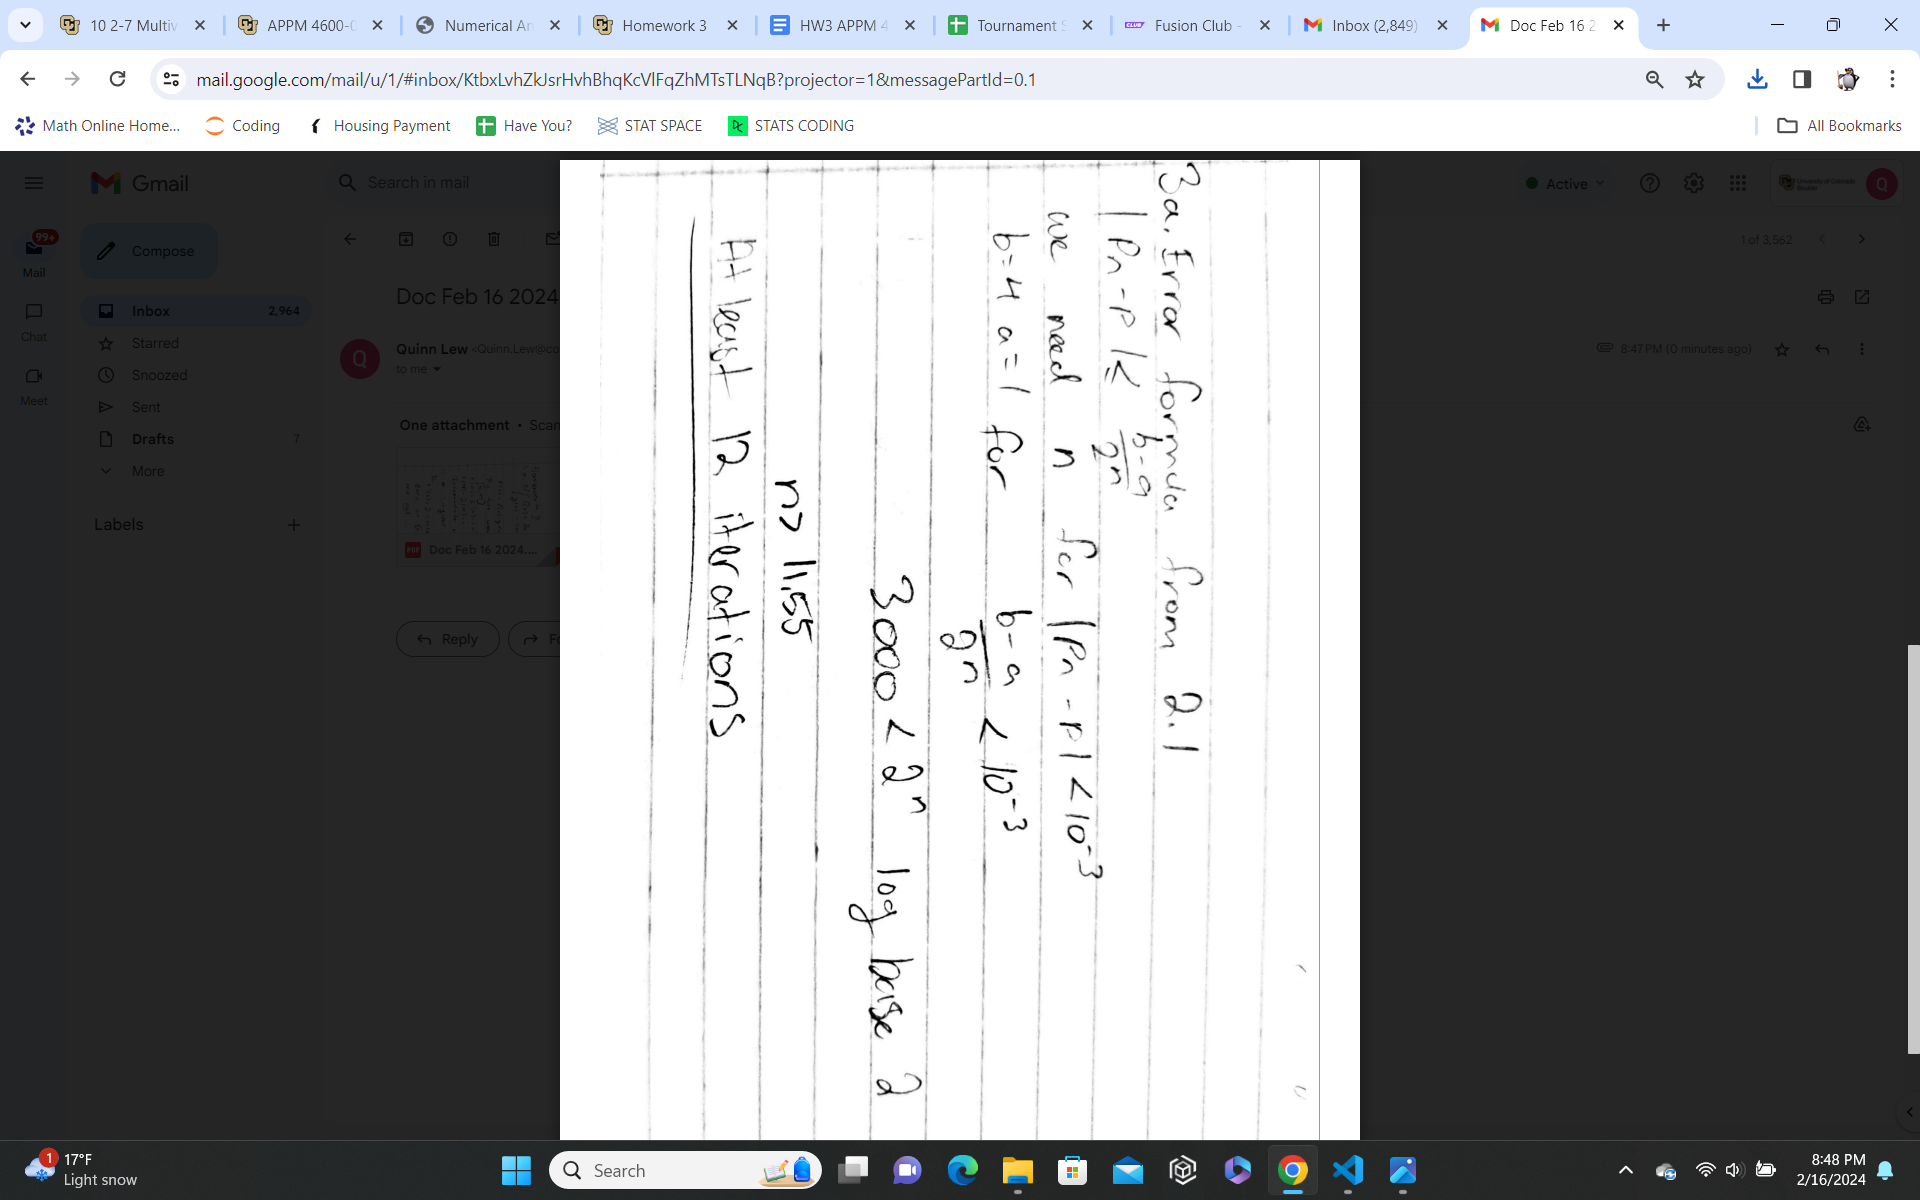 10 2-7 Multiv
APPM 4600-0
Numerical An
Homework 3
HW3 APPM 4
Tournament S
Fusion Club -
Inbox (2,849)
Doc Feb 16 2
mail.google.com/mail/u/1/#inbox/KtbxLvhZkJsrHvhBhqKcVlFqZhMTsTLNqB?projector=1&messagePartId=0.1
Math Online Home...
Coding
Housing Payment
Have You?
STAT SPACE
STATS CODING
All Bookmarks
Gmail
Search in mail
Active
Q
99+
Mail
Chat
Meet
Compose
1 of 3,562
Doc Feb 16 2024
Inbox 2,964
Starred
Snoozed
Sent
Drafts 7
More
Labels
Q
Quinn Lew <Quinn.Lew@co
to me
8:47 PM (0 minutes ago)
One attachment • Scan
PDF Doc Feb 16 2024....
Reply
Fo
3a. Error formula from 2.1
|Pn-P|≤ b-a/2^n
we need n for |Pn-P|<10^-3
b=4 a=1 for b-a/2^n < 10^-3
3000 < 2^n log base 2
n> 11.55
At least 12 iterations
1
17°F
Light snow
Search
8:48 PM
2/16/2024